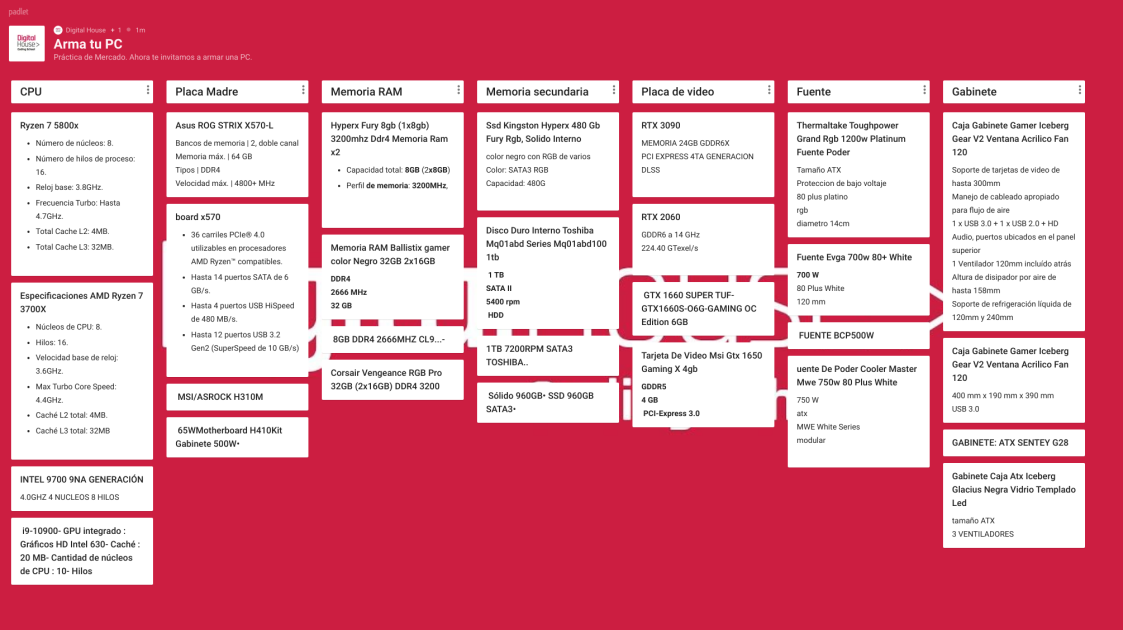 padlet
Digital House + 1 • 1m
Digital
House>
Coding School
Arma tu PC
Práctica de Mercado. Ahora te invitamos a armar una PC.
CPU
Ryzen 7 5800x
• Número de núcleos: 8.
• Número de hilos de proceso:
16.
• Reloj base: 3.8GHz.
• Frecuencia Turbo: Hasta
4.7GHz.
• Total Cache L2: 4MB.
• Total Cache L3: 32MB.
Especificaciones AMD Ryzen 7
3700X
• Núcleos de CPU: 8.
• Hilos: 16.
• Velocidad base de reloj:
3.6GHz.
• Max Turbo Core Speed:
4.4GHz.
• Caché L2 total: 4MB.
• Caché L3 total: 32MB
INTEL 9700 9NA GENERACIÓN
4.0GHZ 4 NUCLEOS 8 HILOS
i9-10900- GPU integrado :
Gráficos HD Intel 630- Caché :
20 MB- Cantidad de núcleos
de CPU : 10- Hilos
Placa Madre
Asus ROG STRIX X570-L
Bancos de memoria | 2, doble canal
Memoria máx. | 64 GB
Tipos | DDR4
Velocidad máx. | 4800+ MHz
board x570
• 36 carriles PCIe® 4.0
utilizables en procesadores
AMD Ryzen™ compatibles.
• Hasta 14 puertos SATA de 6
GB/s.
• Hasta 4 puertos USB HiSpeed
de 480 MB/s.
• Hasta 12 puertos USB 3.2
Gen2 (SuperSpeed de 10 GB/s)
MSI/ASROCK H310M
65WMotherboard H410Kit
Gabinete 500W•
Memoria RAM
Hyperx Fury 8gb (1x8gb)
3200mhz Ddr4 Memoria Ram
x2
• Capacidad total: 8GB (2x8GB)
• Perfil de memoria: 3200MHz,
Memoria RAM Ballistix gamer
color Negro 32GB 2x16GB
DDR4
2666 MHz
32 GB
8GB DDR4 2666MHZ CL9...-
Corsair Vengeance RGB Pro
32GB (2x16GB) DDR4 3200
Memoria secundaria
Ssd Kingston Hyperx 480 Gb
Fury Rgb, Solido Interno
color negro con RGB de varios
Color: SATA3 RGB
Capacidad: 480G
Disco Duro Interno Toshiba
Mq01abd Series Mq01abd100
1tb
1 TB
SATA II
5400 rpm
HDD
1TB 7200RPM SATA3
TOSHIBA..
Sólido 960GB• SSD 960GB
SATA3•
Placa de video
RTX 3090
MEMORIA 24GB GDDR6X
PCI EXPRESS 4TA GENERACION
DLSS
RTX 2060
GDDR6 a 14 GHz
224.40 GTexel/s
GTX 1660 SUPER TUF-
GTX1660S-O6G-GAMING OC
Edition 6GB
Tarjeta De Video Msi Gtx 1650
Gaming X 4gb
GDDR5
4 GB
PCI-Express 3.0
Fuente
Thermaltake Toughpower
Grand Rgb 1200w Platinum
Fuente Poder
Tamaño ATX
Proteccion de bajo voltaje
80 plus platino
rgb
diametro 14cm
Fuente Evga 700w 80+ White
700 W
80 Plus White
120 mm
FUENTE BCP500W
uente De Poder Cooler Master
Mwe 750w 80 Plus White
750 W
atx
MWE White Series
modular
Gabinete
Caja Gabinete Gamer Iceberg
Gear V2 Ventana Acrilico Fan
120
Soporte de tarjetas de video de
hasta 300mm
Manejo de cableado apropiado
para flujo de aire
1 x USB 3.0 + 1 x USB 2.0 + HD
Audio, puertos ubicados en el panel
superior
1 Ventilador 120mm incluído atrás
Altura de disipador por aire de
hasta 158mm
Soporte de refrigeración líquida de
120mm y 240mm
Caja Gabinete Gamer Iceberg
Gear V2 Ventana Acrilico Fan
120
400 mm x 190 mm x 390 mm
USB 3.0
GABINETE: ATX SENTEY G28
Gabinete Caja Atx Iceberg
Glacius Negra Vidrio Templado
Led
tamaño ATX
3 VENTILADORES